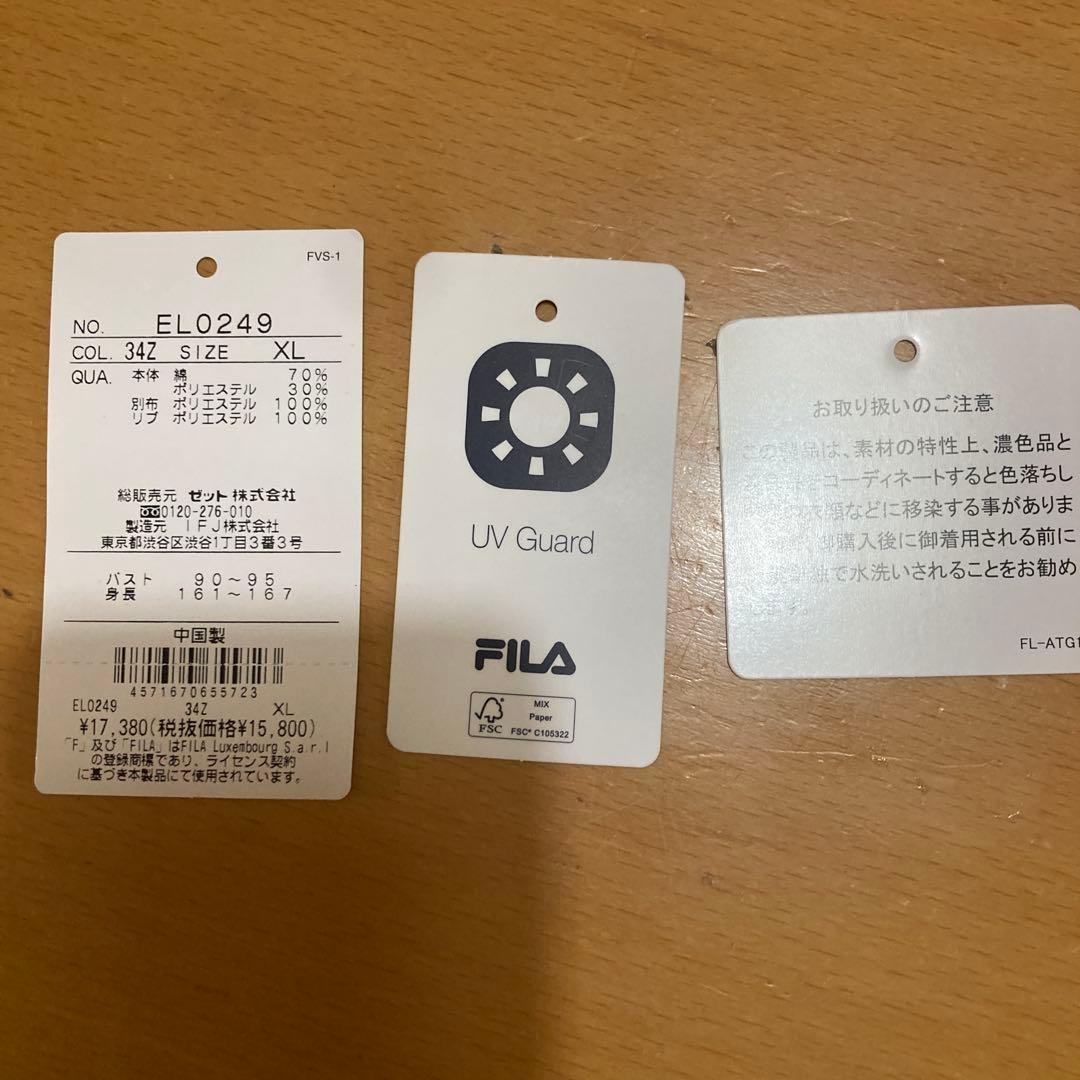 FVS-1
NO. EL0249
COL. 34Z SIZE XL
QUA. 本体 綿 70%
ポリエステル 30%
別布 ポリエステル 100%
リブ ポリエステル 100%
総販売元 ゼット株式会社
0120-276-010
製造元 IFJ株式会社
東京都渋谷区渋谷1丁目3番3号
バスト 90~95
身長 161~167
中国製
4571670655723
EL0249 34Z XL
¥17,380(税抜価格¥15,800)
「F」及び「FILA」はFILA Luxembourg S.a.r.l
の登録商標であり、ライセンス契約
に基づき本製品にて使用されています。
UV Guard
FILA
FSC
MIX
Paper
FSC® C105322
お取り扱いのご注意
この製品は、素材の特性上、濃色品と
コーディネートすると色落ちし
などに移染する事がありま
御購入後に御着用される前に
で水洗いされることをお勧め
します。
FL-ATG1